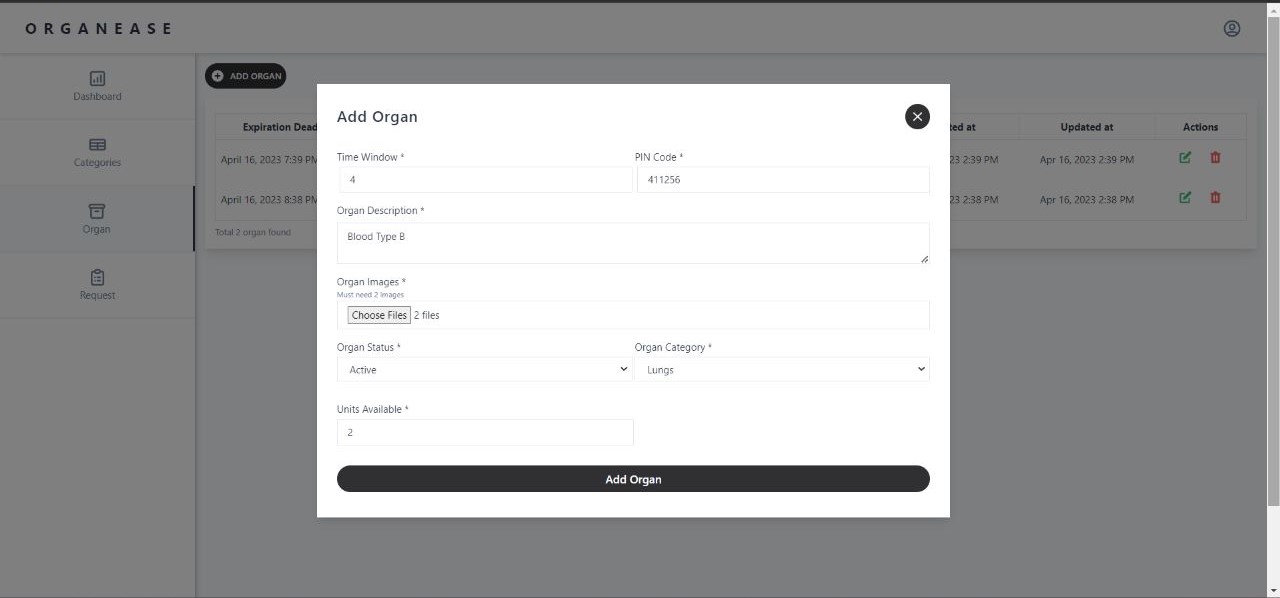 ORGANEASE
Dashboard
Categories
Organ
Request
ADD ORGAN
Expiration Dead
ed at
Updated at
Actions
April 16, 2023 7:39 PM
23 2:39 PM
Apr 16, 2023 2:39 PM
April 16, 2023 8:38 PM
23 2:38 PM
Apr 16, 2023 2:38 PM
Total 2 organ found
Add Organ
Time Window *
PIN Code *
4
411256
Organ Description *
Blood Type B
Organ Images *
Must need 2 images
Choose Files 2 files
Organ Status *
Organ Category *
Active
Lungs
Units Available *
2
Add Organ